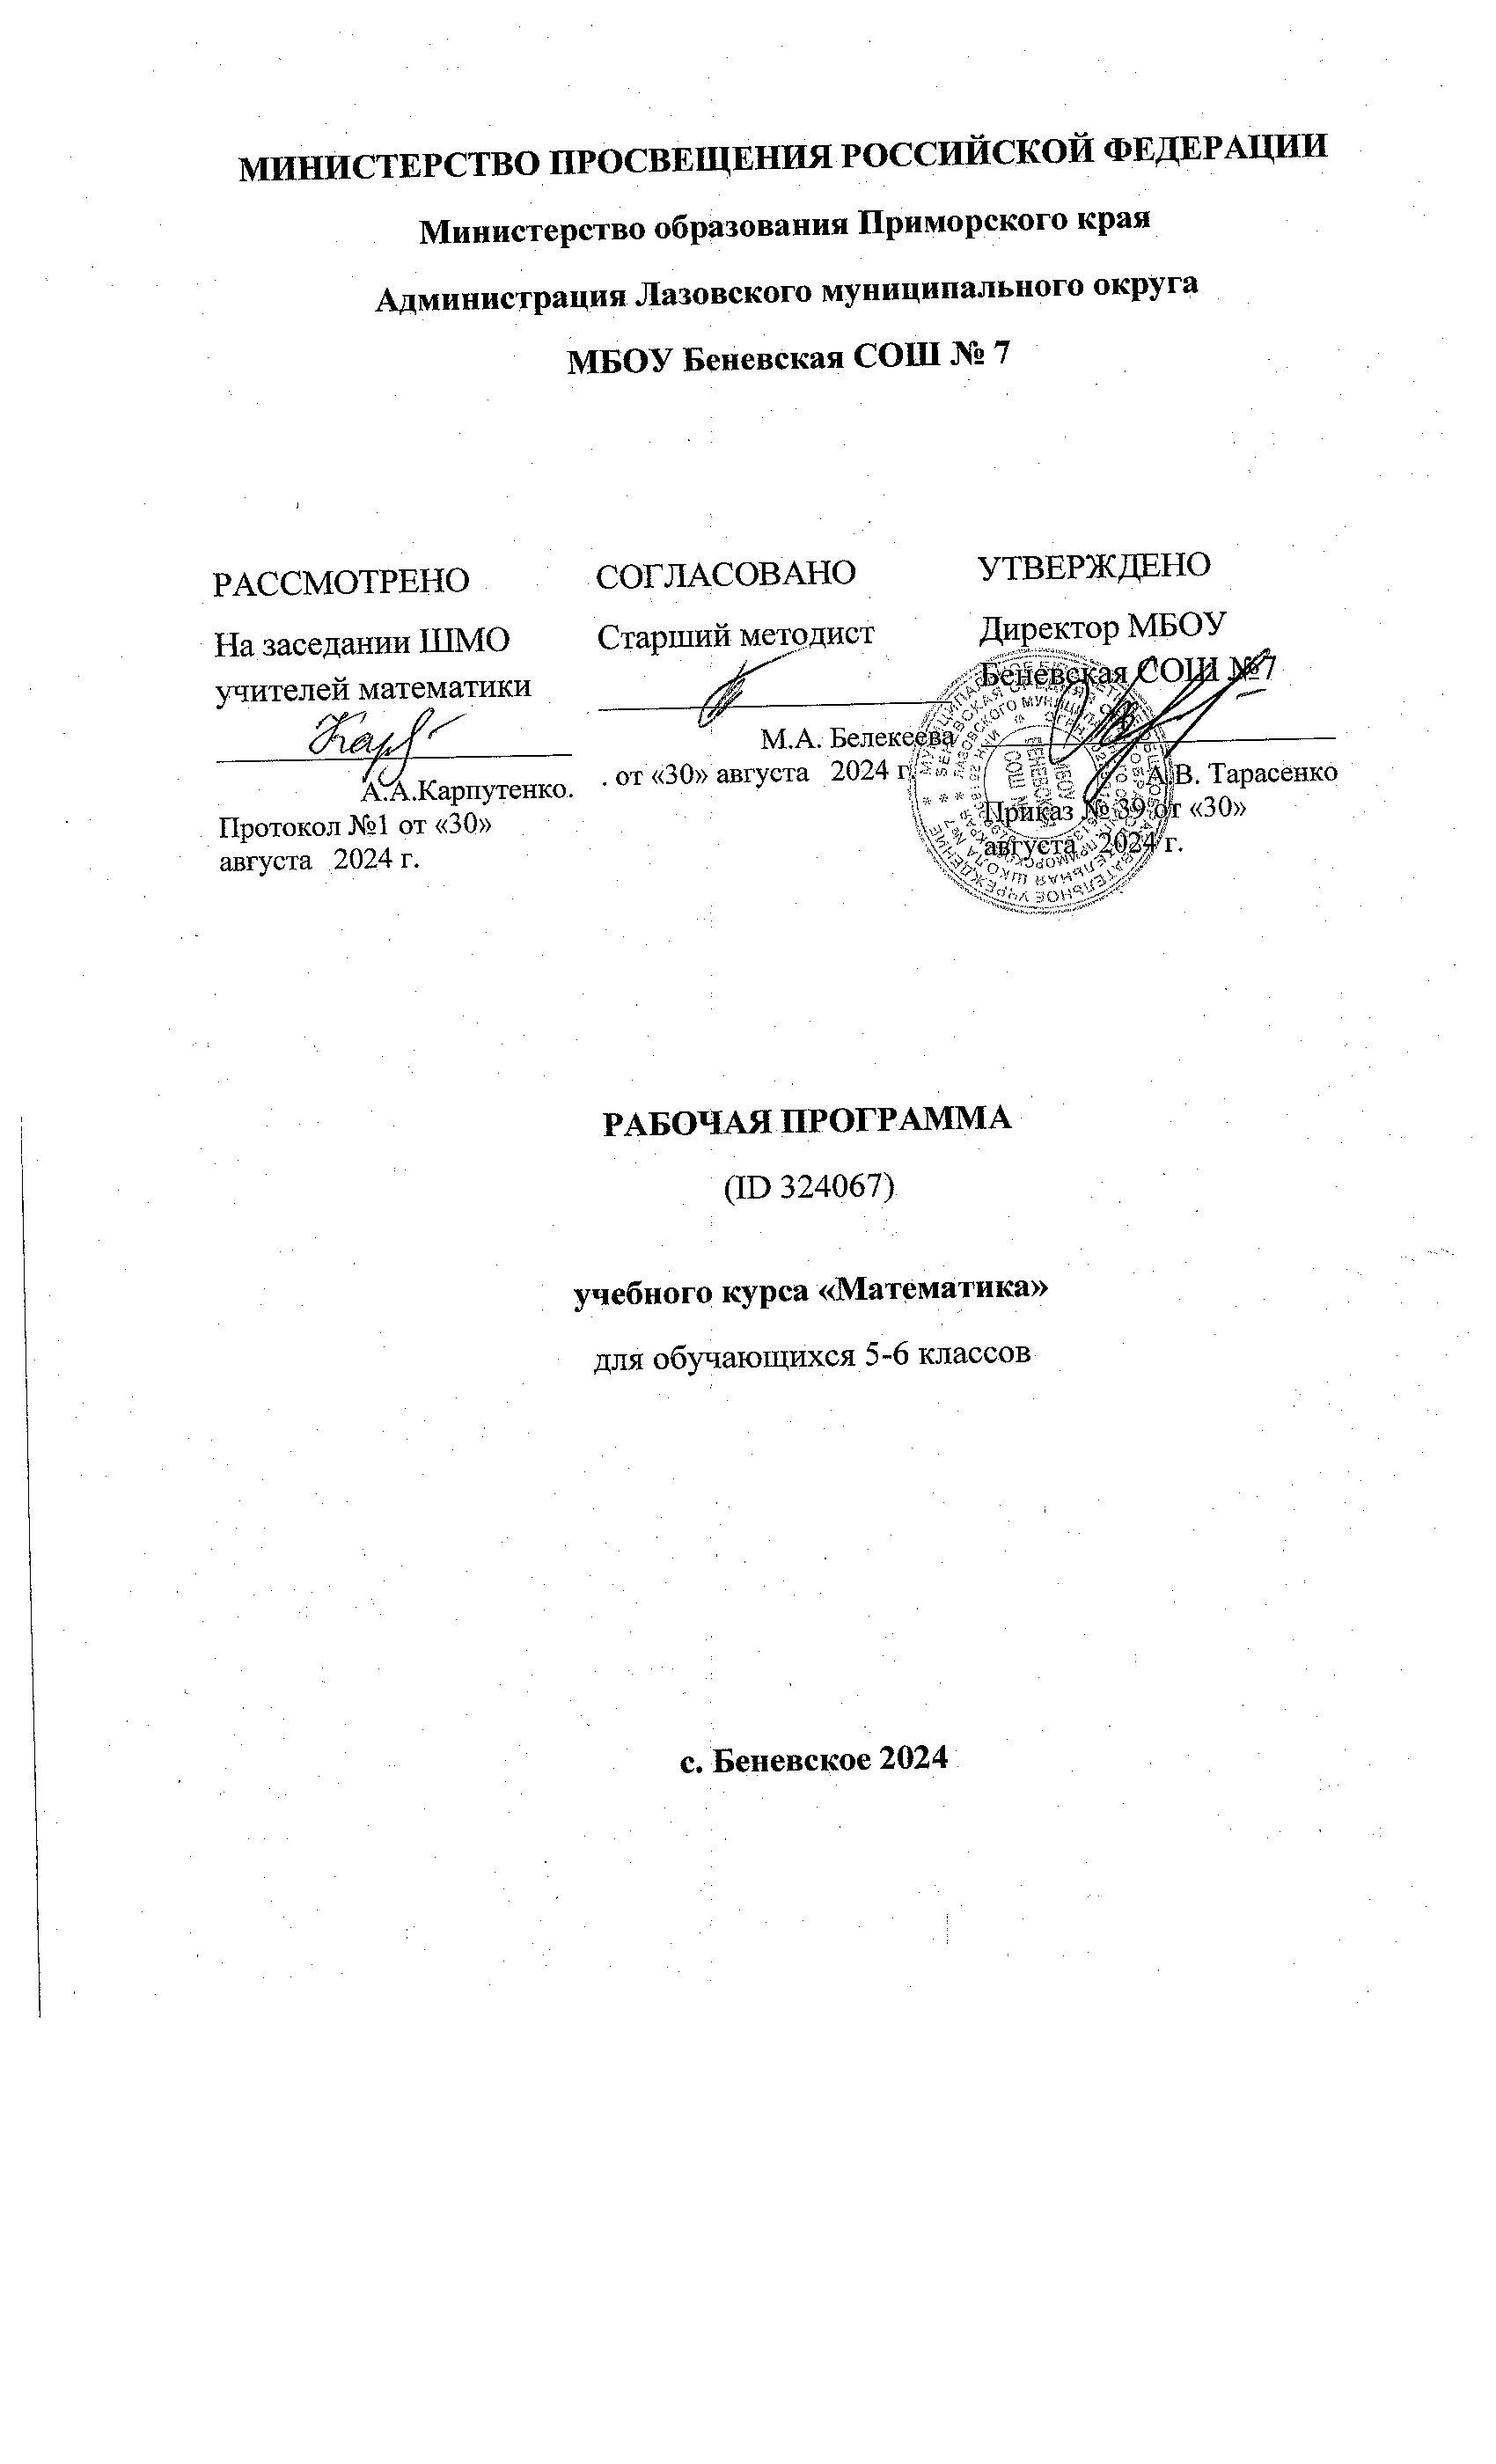 МИНИСТЕРСТВО ПРОСВЕЩЕНИЯ РОССИЙСКОЙ ФЕДЕРАЦИИ
Министерство образования Приморского края
Администрация Лазовского муниципального округа
МБОУ Беневская СОШ № 7
РАССМОТРЕНО
На заседании ШМО
учителей математики
А.А.Карпутенко.
Протокол №1 от «30»
августа 2024 г.
СОГЛАСОВАНО
Старший методист
М.А. Белекеева
. от «30» августа 2024 г
УТВЕРЖДЕНО
Директор МБОУ
Беневская СОШ №7
А.В. Тарасенко
Приказ № 39 от «30»
августа 2024 г.
РАБОЧАЯ ПРОГРАММА
(ID 324067)
учебного курса «Математика»
для обучающихся 5-6 классов
с. Беневское 2024